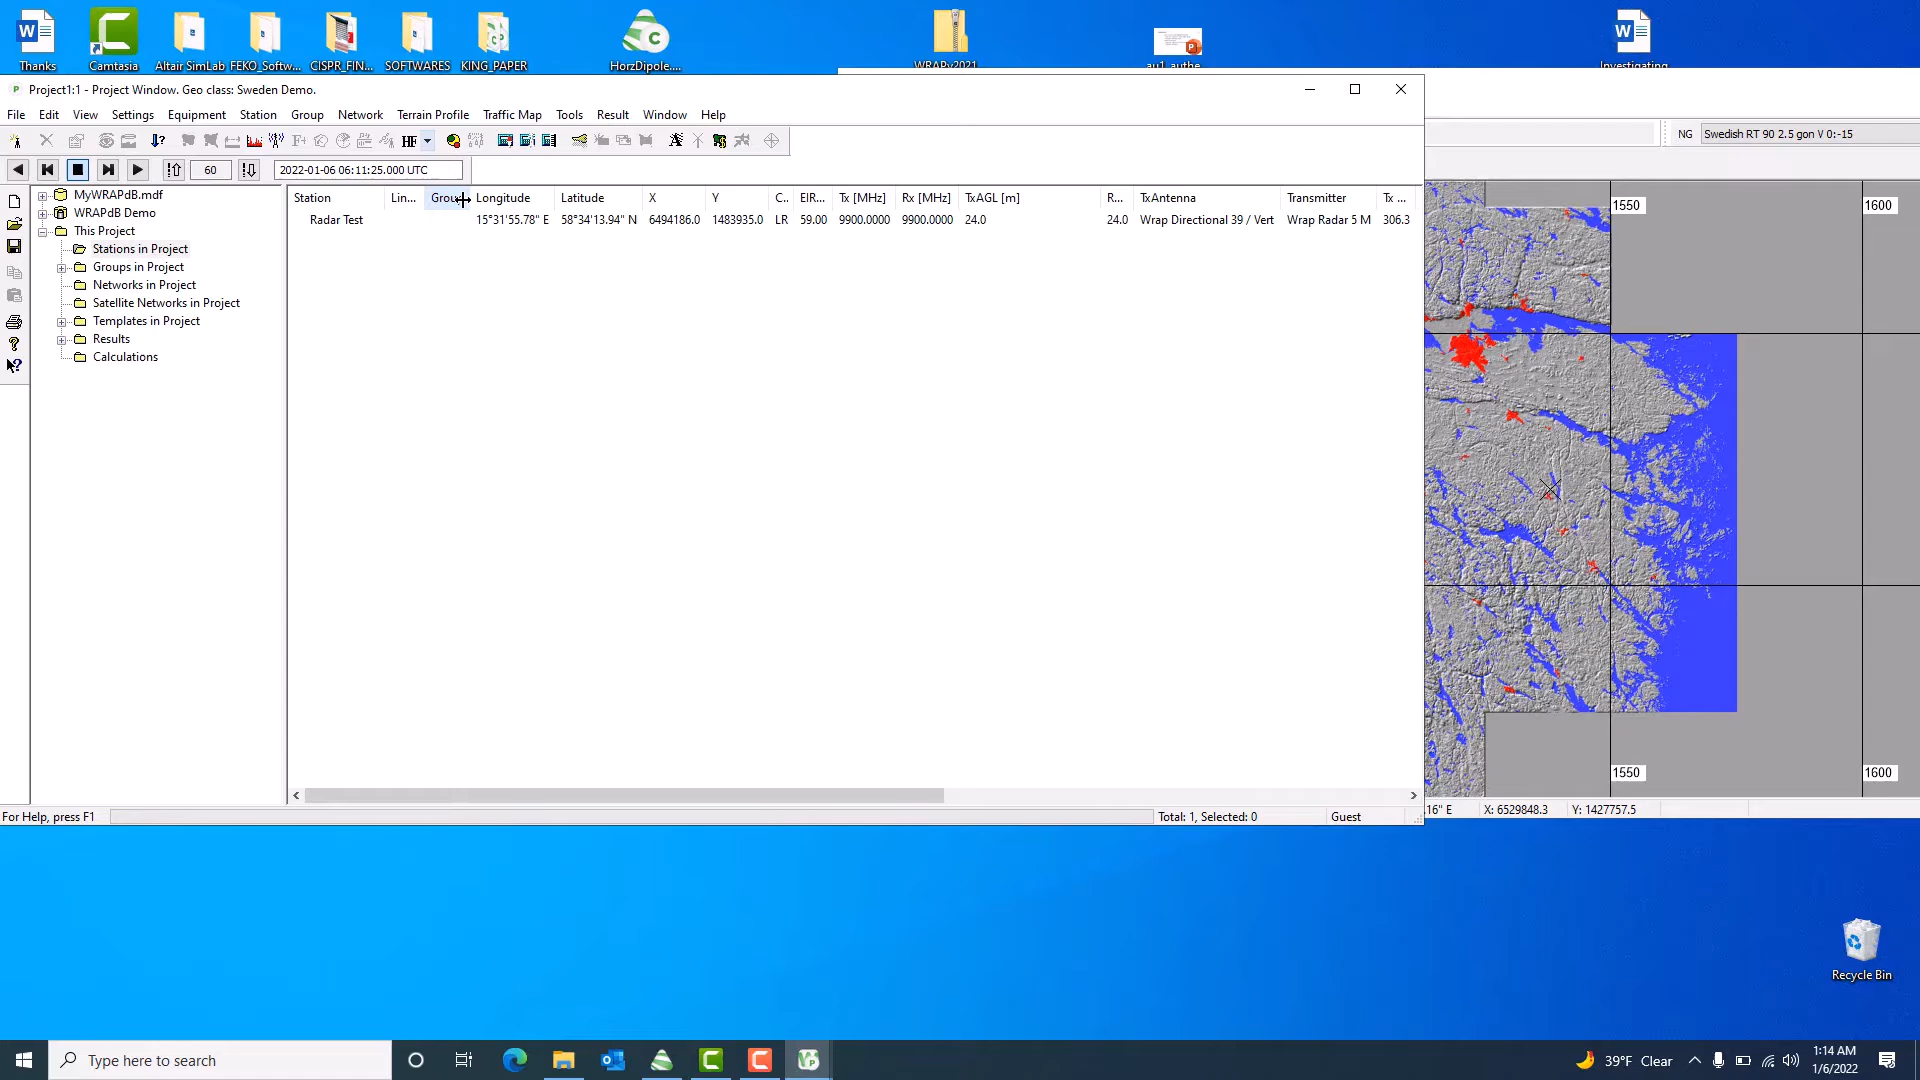 Thanks
Camtasia
Altair SimLab
FEKO_Softw...
CISPR_FIN...
SOFTWARES
KING_PAPER
HorzDipole....
WRAPv2021
au1_authe...
Investigating
Project1:1 - Project Window. Geo class: Sweden Demo.
File Edit View Settings Equipment Station Group Network Terrain Profile Traffic Map Tools Result Window Help
HF
NG Swedish RT 90 2.5 gon V 0:-15
60 2022-01-06 06:11:25.000 UTC
MyWRAPdB.mdf
WRAPdB Demo
This Project
Stations in Project
Groups in Project
Networks in Project
Satellite Networks in Project
Templates in Project
Results
Calculations
Station Lin... Longitude Latitude X Y C.. EIR... Tx [MHz] Rx [MHz] TxAGL [m] R... TxAntenna Transmitter Tx ...
Radar Test 15°31'55.78" E 58°34'13.94" N 6494186.0 1483935.0 LR 59.00 9900.0000 9900.0000 24.0 24.0 Wrap Directional 39 / Vert Wrap Radar 5 M 306.3
1550 1600
1550 1600
16" E X: 6529848.3 Y: 1427757.5
For Help, press F1 Total: 1, Selected: 0 Guest
Recycle Bin
Type here to search
39°F Clear
1:14 AM
1/6/2022